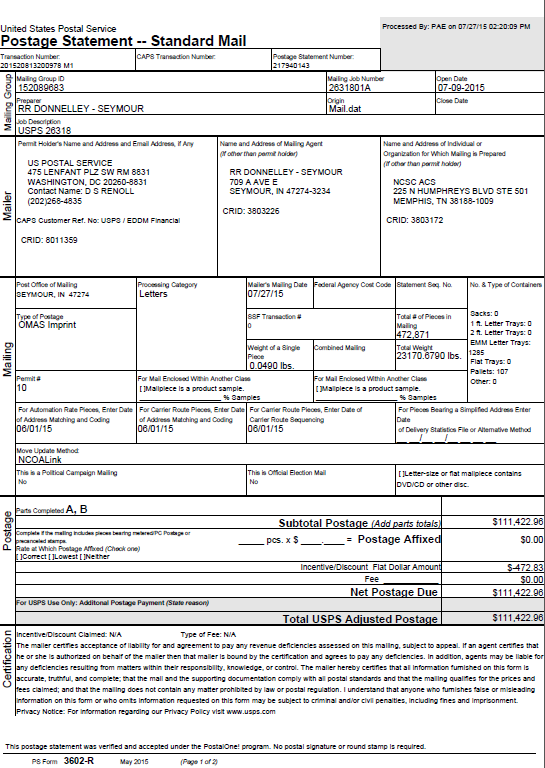 United States Postal Service
Processed By: PAE on 07/27/15 02:20:09 PM
Postage Statement -- Standard Mail
Transaction Number:
201520813200978 M1
CAPS Transaction Number:
Postage Statement Number:
217940143
Mailing Group
Mailing Group ID
152089683
Mailing Job Number
2631801A
Open Date
07-09-2015
Preparer
RR DONNELLEY - SEYMOUR
Origin
Mail.dat
Close Date
Job Description
USPS 26318
Mailer
Permit Holder's Name and Address and Email Address, if Any
US POSTAL SERVICE
475 LENFANT PLZ SW RM 8831
WASHINGTON, DC 20260-8831
Contact Name: D S RENOLL
(202)268-4835
CAPS Customer Ref. No: USPS / EDDM Financial
CRID: 8011359
Name and Address of Mailing Agent
(If other than permit holder)
RR DONNELLEY - SEYMOUR
709 A AVE E
SEYMOUR, IN 47274-3234
CRID: 3803226
Name and Address of Individual or
Organization for Which Mailing is Prepared
(If other than permit holder)
NCSC ACS
225 N HUMPHREYS BLVD STE 501
MEMPHIS, TN 38188-1009
CRID: 3803172
Mailing
Post Office of Mailing
SEYMOUR, IN 47274
Processing Category
Letters
Mailer's Mailing Date
07/27/15
Federal Agency Cost Code
Statement Seq. No.
No. & Type of Containers
Sacks: 0
1 ft. Letter Trays: 0
2 ft. Letter Trays: 0
EMM Letter Trays:
1285
Flat Trays: 0
Pallets: 107
Other: 0
Type of Postage
OMAS Imprint
SSF Transaction #
0
Total # of Pieces in
Mailing
472,871
Weight of a Single
Piece
0.0490 lbs.
Combined Mailing
Total Weight
23170.6790 lbs.
Permit #
10
For Mail Enclosed Within Another Class
[ ]Mailpiece is a product sample.
% Samples
For Mail Enclosed Within Another Class
[ ]Mailpiece is a product sample.
% Samples
For Automation Rate Pieces, Enter Date
of Address Matching and Coding
06/01/15
For Carrier Route Pieces, Enter Date
of Address Matching and Coding
06/01/15
For Carrier Route Pieces, Enter Date of
Carrier Route Sequencing
06/01/15
For Pieces Bearing a Simplified Address Enter
Date
of Delivery Statistics File or Alternative Method
__ __/__ __/__ __ __ __
Move Update Method:
NCOALink
This is a Political Campaign Mailing
No
This is Official Election Mail
No
[ ]Letter-size or flat mailpiece contains
DVD/CD or other disc.
Postage
Parts Completed A, B
Subtotal Postage (Add parts totals)
$111,422.96
Complete if the mailing includes pieces bearing metered/PC Postage or
precanceled stamps.
Rate at Which Postage Affixed (Check one)
[ ]Correct [ ]Lowest [ ]Neither
_____ pcs. x $ ____.____ = Postage Affixed
$0.00
Incentive/Discount Flat Dollar Amount
$-472.83
Fee
$0.00
Net Postage Due
$111,422.96
For USPS Use Only: Additonal Postage Payment (State reason)
Total USPS Adjusted Postage
$111,422.96
Certification
Incentive/Discount Claimed: N/A
Type of Fee: N/A
The mailer certifies acceptance of liability for and agreement to pay any revenue deficiencies assessed on this mailing, subject to appeal. If an agent certifies that
he or she is authorized on behalf of the mailer then that mailer is bound by the certification and agrees to pay any deficiencies. In addition, agents may be liable for
any deficiencies resulting from matters within their responsibility, knowledge, or control. The mailer hereby certifies that all information furnished on this form is
accurate, truthful, and complete; that the mail and the supporting documentation comply with all postal standards and that the mailing qualifies for the prices and
fees claimed; and that the mailing does not contain any matter prohibited by law or postal regulation. I understand that anyone who furnishes false or misleading
information on this form or who omits information requested on this form may be subject to criminal and/or civil penalties, including fines and imprisonment.
Privacy Notice: For information regarding our Privacy Policy visit www.usps.com
This postage statement was verified and accepted under the PostalOne! program. No postal signature or round stamp is required.
PS Form 3602-R May 2015 (Page 1 of 2)